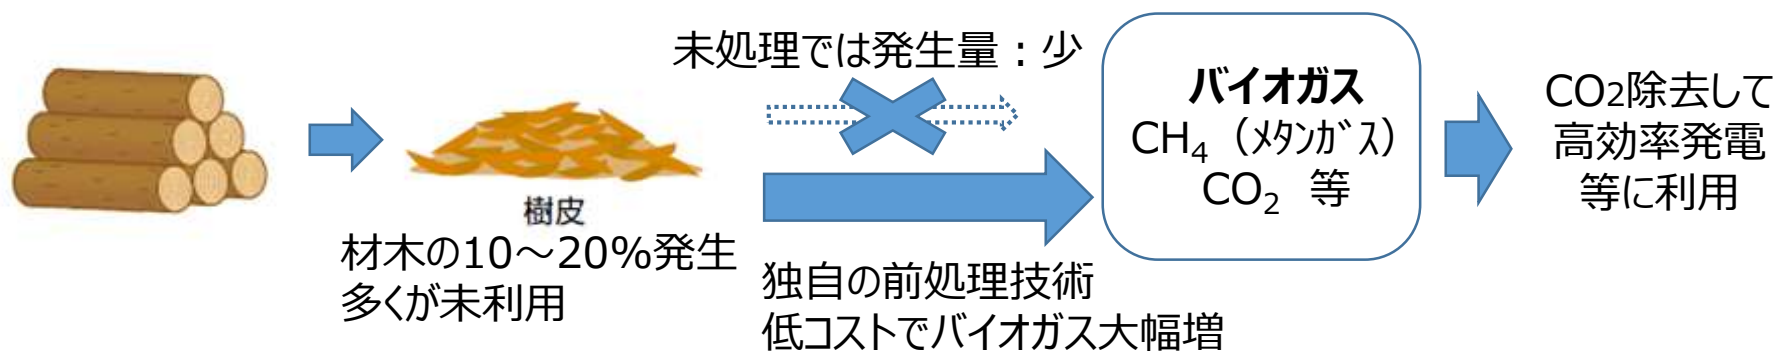 未処理では発生量：少
樹皮
材木の10～20%発生
多くが未利用
独自の前処理技術
低コストでバイオガス大幅増
バイオガス
CH₄（ﾒﾀﾝｶﾞｽ）
CO₂ 等
CO2除去して
高効率発電
等に利用